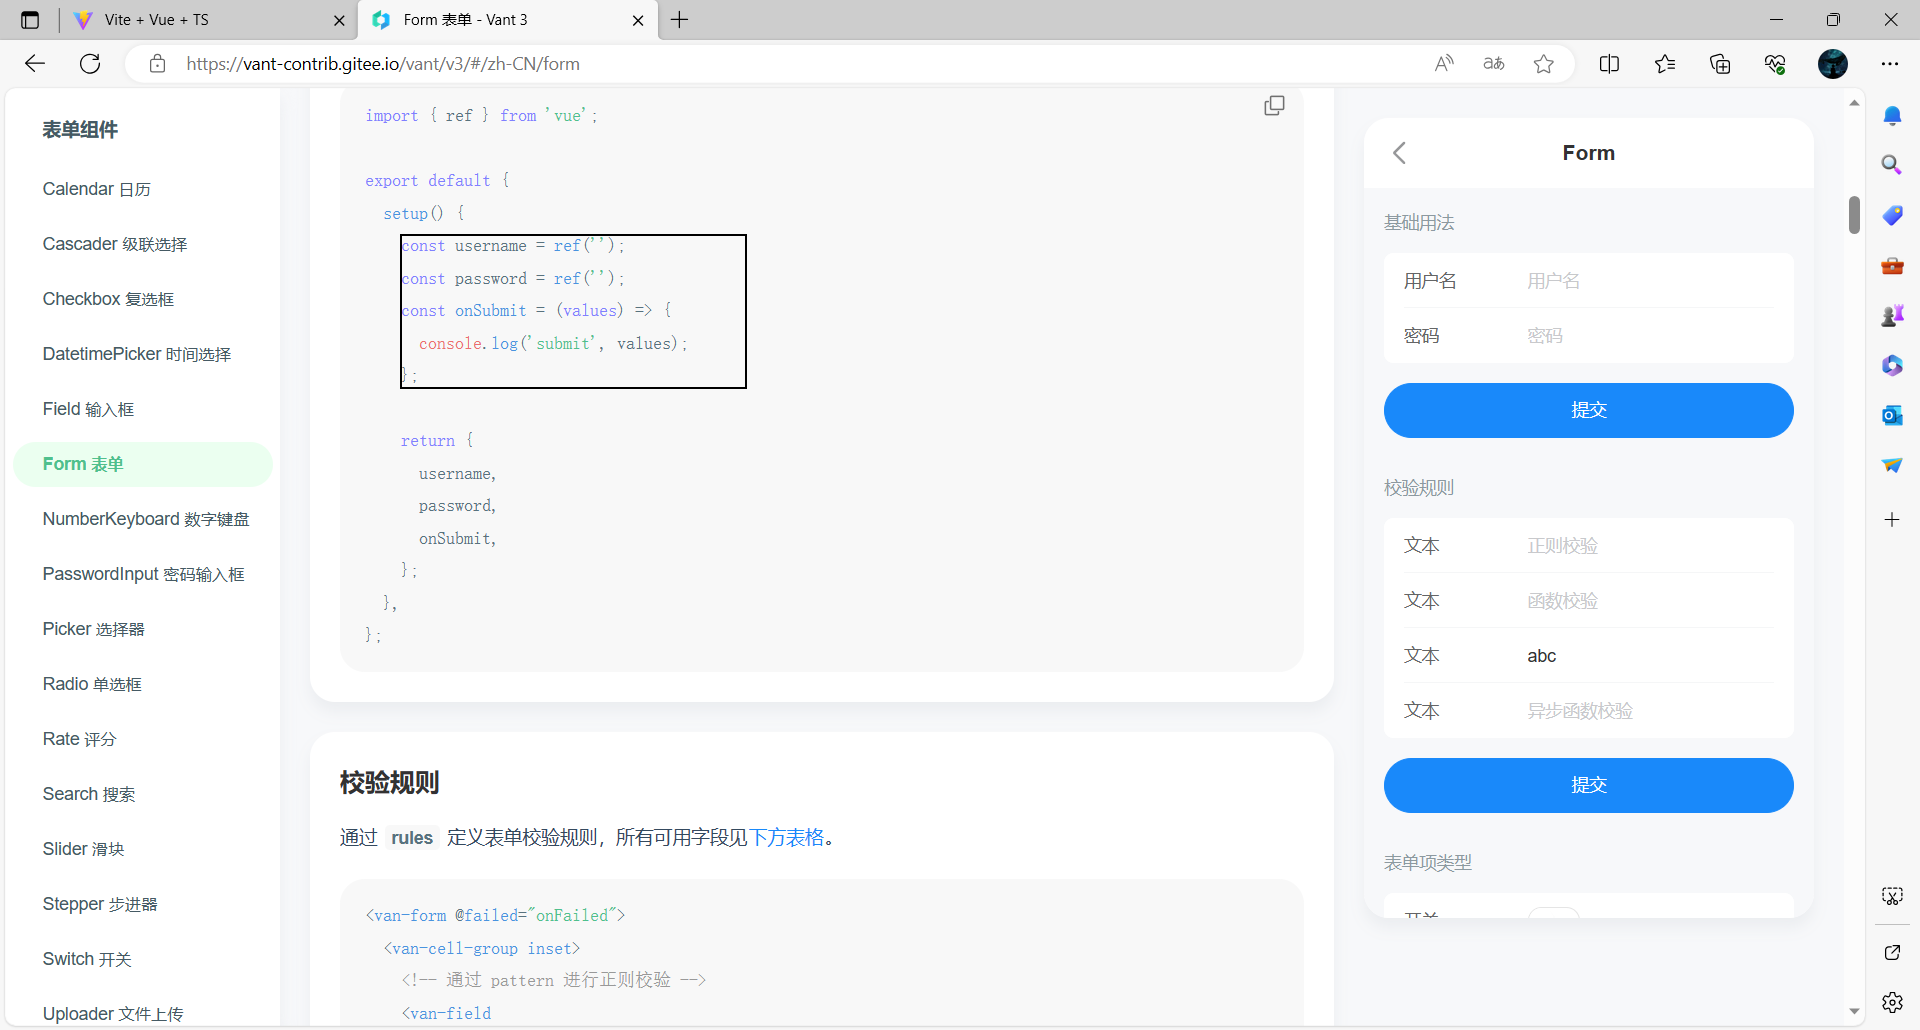 Vite + Vue + TS
Form 表单 - Vant 3
https://vant-contrib.gitee.io/vant/v3/#/zh-CN/form
表单组件
Calendar 日历
Cascader 级联选择
Checkbox 复选框
DatetimePicker 时间选择
Field 输入框
Form 表单
NumberKeyboard 数字键盘
PasswordInput 密码输入框
Picker 选择器
Radio 单选框
Rate 评分
Search 搜索
Slider 滑块
Stepper 步进器
Switch 开关
Uploader 文件上传
import { ref } from 'vue';
export default {
setup() {
const username = ref('');
const password = ref('');
const onSubmit = (values) => {
console.log('submit', values);
};
return {
username,
password,
onSubmit,
};
},
};
校验规则
通过 rules 定义表单校验规则，所有可用字段见下方表格。
<van-form @failed="onFailed">
<van-cell-group inset>
<!-- 通过 pattern 进行正则校验 -->
<van-field
Form
基础用法
用户名 用户名
密码 密码
提交
校验规则
文本 正则校验
文本 函数校验
文本 abc
文本 异步函数校验
提交
表单项类型
开关